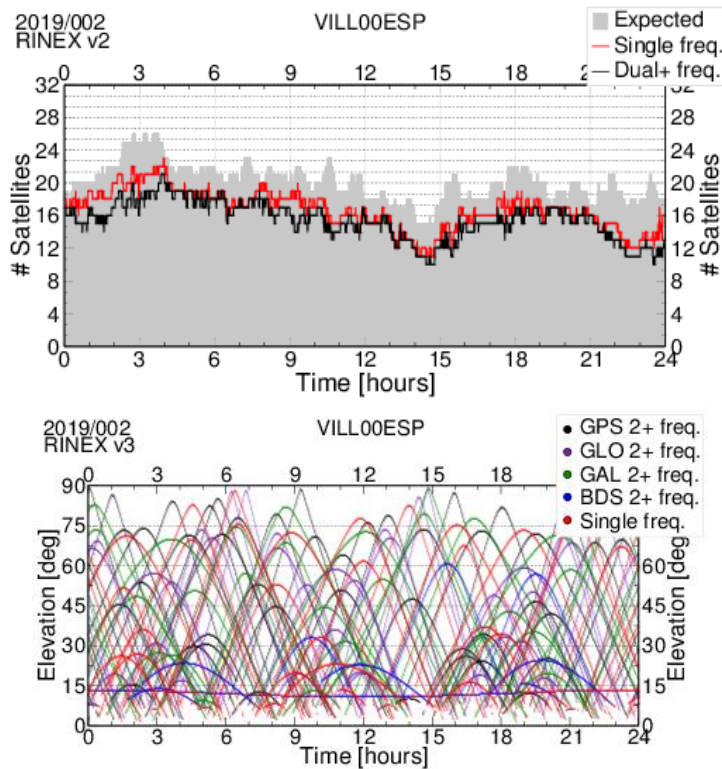 2019/002
RINEX v2
VILL00ESP
Expected
Single freq.
Dual+ freq.
0 3 6 9 12 15 18 2
32 28 24 20 16 12 8 4 0
# Satellites
32 28 24 20 16 12 8 4 0
# Satellites
0 3 6 9 12 15 18 21 24
Time [hours]
2019/002
RINEX v3
VILL00ESP
GPS 2+ freq.
GLO 2+ freq.
GAL 2+ freq.
BDS 2+ freq.
Single freq.
0 3 6 9 12 15 18
90 75 60 45 30 15 0
Elevation [deg]
60 45 30 15 0
Elevation [deg]
0 3 6 9 12 15 18 21 24
Time [hours]